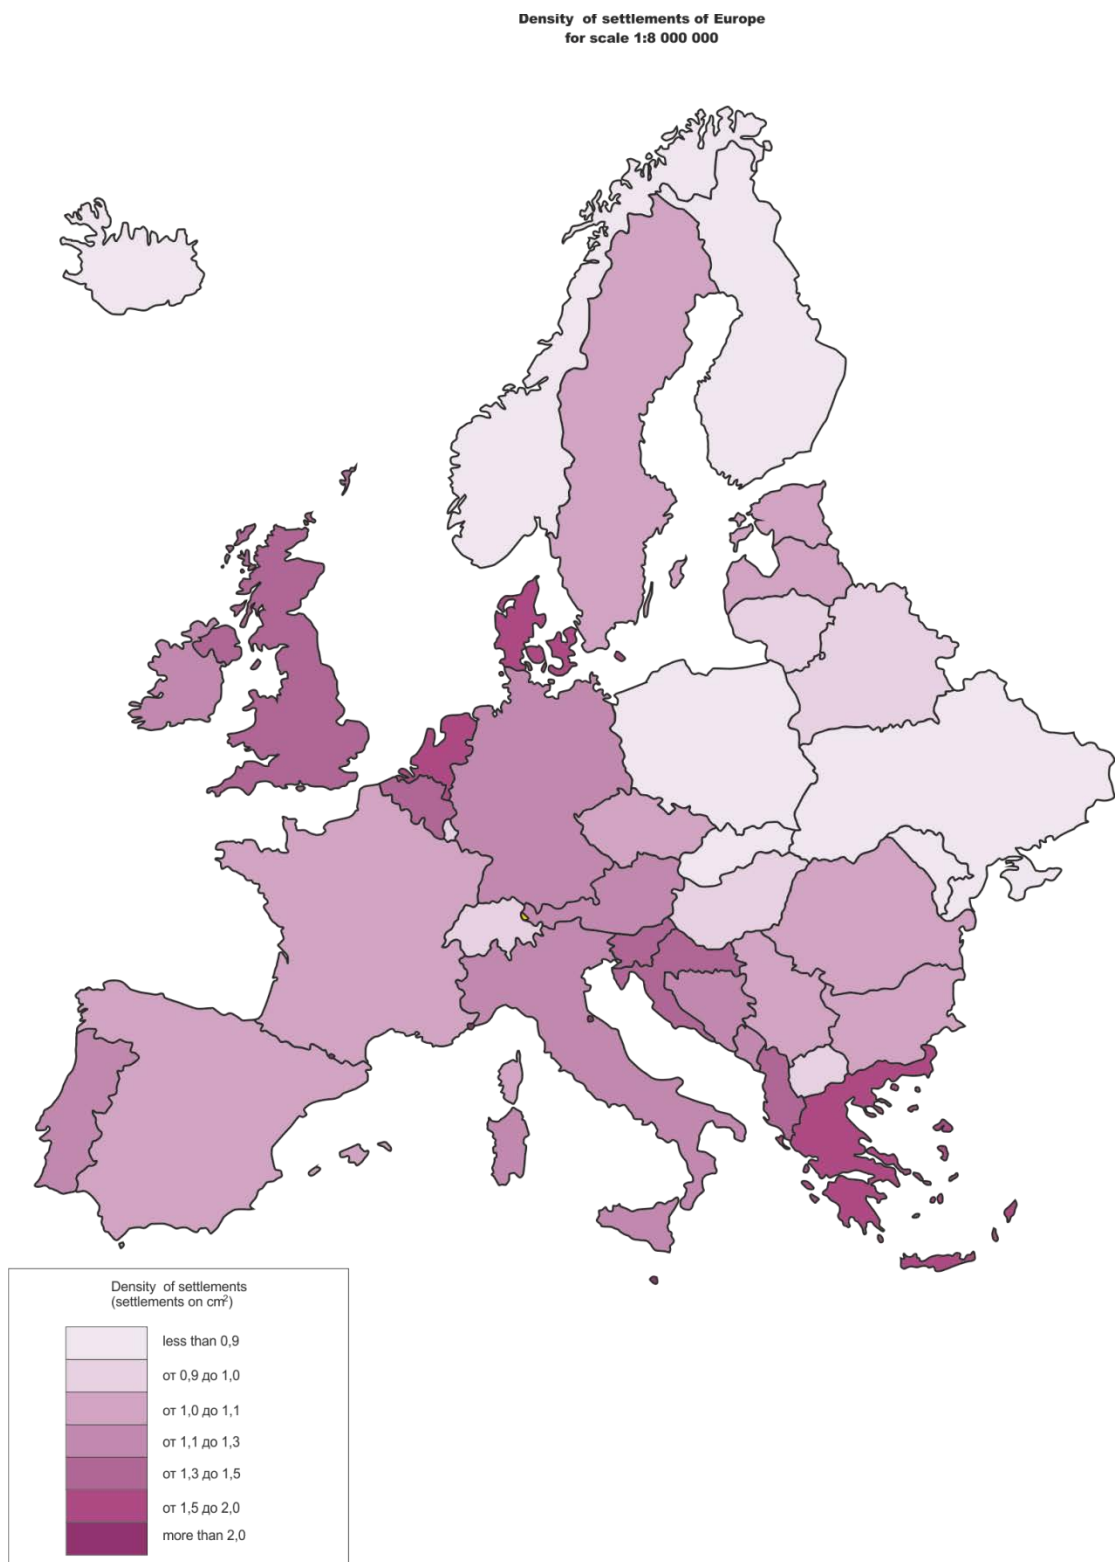 Density of settlements of Europe
for scale 1:8 000 000
Density of settlements
(settlements on cm²)
less than 0,9
от 0,9 до 1,0
от 1,0 до 1,1
от 1,1 до 1,3
от 1,3 до 1,5
от 1,5 до 2,0
more than 2,0